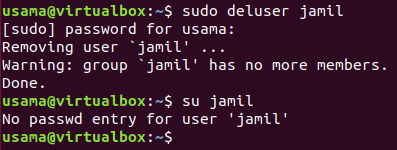 usama@virtualbox:~$ sudo deluser jamil
[sudo] password for usama:
Removing user `jamil' ...
Warning: group `jamil' has no more members.
Done.
usama@virtualbox:~$ su jamil
No passwd entry for user 'jamil'
usama@virtualbox:~$